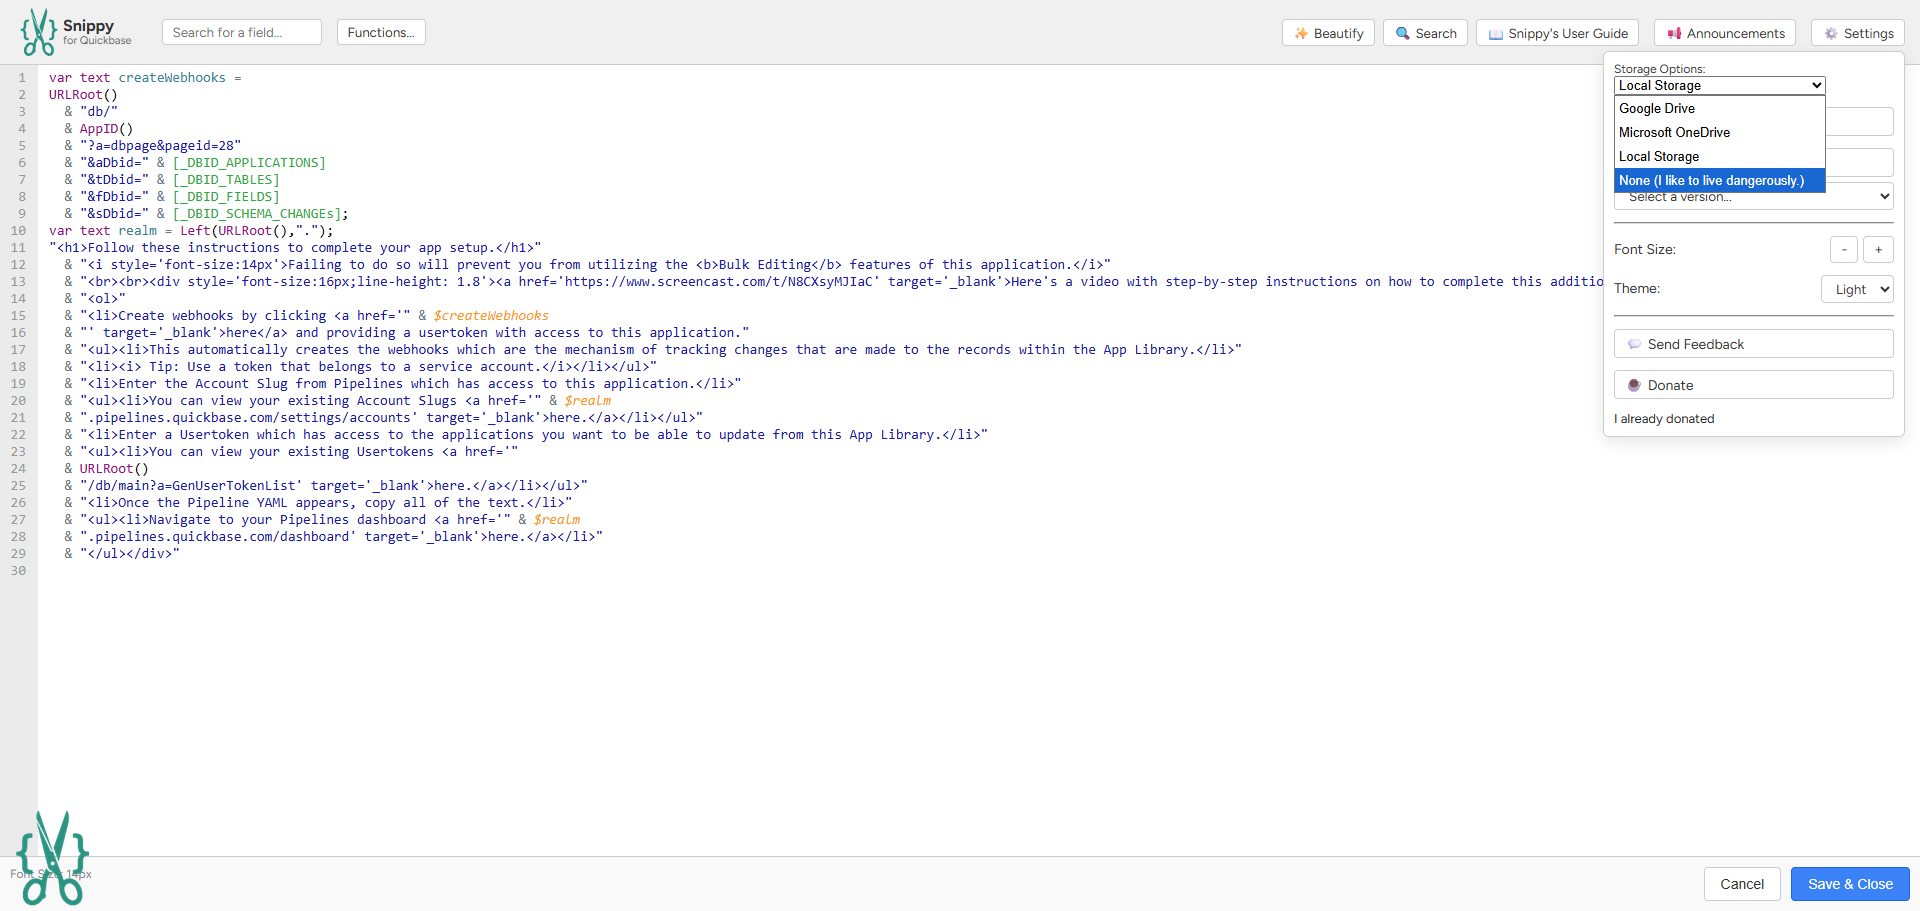 Snippy
for Quickbase
Search for a field...
Functions...
✨ Beautify
🔍 Search
📖 Snippy's User Guide
📢 Announcements
⚙️ Settings
1 var text createWebhooks =
2 URLRoot()
3 & "db/"
4 & AppID()
5 & "?a=dbpage&pageid=28"
6 & "&aDbid=" & [_DBID_APPLICATIONS]
7 & "&tDbid=" & [_DBID_TABLES]
8 & "&fDbid=" & [_DBID_FIELDS]
9 & "&sDbid=" & [_DBID_SCHEMA_CHANGEs];
10 var text realm = Left(URLRoot(),".");
11 "<h1>Follow these instructions to complete your app setup.</h1>"
12 & "<i style='font-size:14px'>Failing to do so will prevent you from utilizing the <b>Bulk Editing</b> features of this application.</i>"
13 & "<br><br><div style='font-size:16px;line-height: 1.8'><a href='https://www.screencast.com/t/N8CXsyMJIaC' target='_blank'>Here's a video with step-by-step instructions on how to complete this additio
14 & "<ol>"
15 & "<li>Create webhooks by clicking <a href='" & $createWebhooks
16 & "' target='_blank'>here</a> and providing a usertoken with access to this application."
17 & "<ul><li>This automatically creates the webhooks which are the mechanism of tracking changes that are made to the records within the App Library.</li>"
18 & "<li><i> Tip: Use a token that belongs to a service account.</i></li></ul>"
19 & "<li>Enter the Account Slug from Pipelines which has access to this application.</li>"
20 & "<ul><li>You can view your existing Account Slugs <a href='" & $realm
21 & ".pipelines.quickbase.com/settings/accounts' target='_blank'>here.</a></li></ul>"
22 & "<li>Enter a Usertoken which has access to the applications you want to be able to update from this App Library.</li>"
23 & "<ul><li>You can view your existing Usertokens <a href='"
24 & URLRoot()
25 & "/db/main?a=GenUserTokenList' target='_blank'>here.</a></li></ul>"
26 & "<li>Once the Pipeline YAML appears, copy all of the text.</li>"
27 & "<ul><li>Navigate to your Pipelines dashboard <a href='" & $realm
28 & ".pipelines.quickbase.com/dashboard' target='_blank'>here.</a></li>"
29 & "</ul></div>"
30
Storage Options:
Local Storage
Google Drive
Microsoft OneDrive
Local Storage
None (I like to live dangerously.)
Select a version...
Font Size:
-
+
Theme:
Light
Send Feedback
Donate
I already donated
Font Size: 14px
Cancel
Save & Close